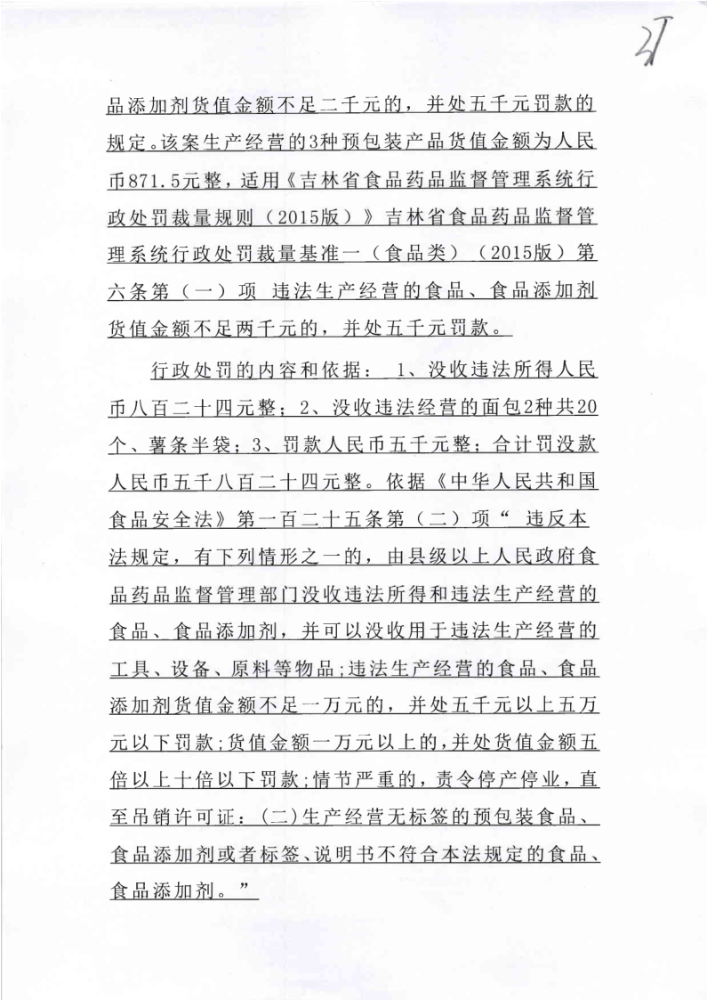 品添加剂货值金额不足二千元的，并处五千元罚款的
规定。该案生产经营的3种预包装产品货值金额为人民
币871.5元整，适用《吉林省食品药品监督管理系统行
政处罚裁量规则（2015版）》吉林省食品药品监督管
理系统行政处罚裁量基准一（食品类）（2015版）第
六条第（一）项 违法生产经营的食品、食品添加剂
货值金额不足两千元的，并处五千元罚款。
行政处罚的内容和依据： 1、没收违法所得人民
币八百二十四元整；2、没收违法经营的面包2种共20
个、薯条半袋；3、罚款人民币五千元整；合计罚没款
人民币五千八百二十四元整。依据《中华人民共和国
食品安全法》第一百二十五条第（二）项“ 违反本
法规定，有下列情形之一的，由县级以上人民政府食
品药品监督管理部门没收违法所得和违法生产经营的
食品、食品添加剂，并可以没收用于违法生产经营的
工具、设备、原料等物品;违法生产经营的食品、食品
添加剂货值金额不足一万元的，并处五千元以上五万
元以下罚款;货值金额一万元以上的,并处货值金额五
倍以上十倍以下罚款;情节严重的,责令停产停业，直
至吊销许可证：(二)生产经营无标签的预包装食品、
食品添加剂或者标签、说明书不符合本法规定的食品、
食品添加剂。”